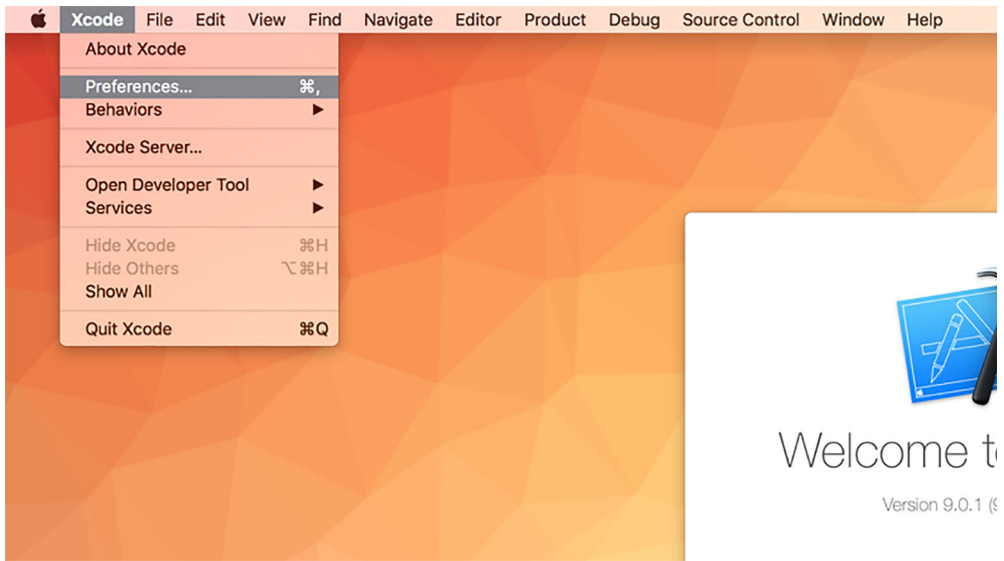 Xcode File Edit View Find Navigate Editor Product Debug Source Control Window Help
About Xcode
Preferences... ⌘,
Behaviors ▶
Xcode Server...
Open Developer Tool ▶
Services ▶
Hide Xcode ⌘H
Hide Others ⌥⌘H
Show All
Quit Xcode ⌘Q
Welcome
Version 9.0.1